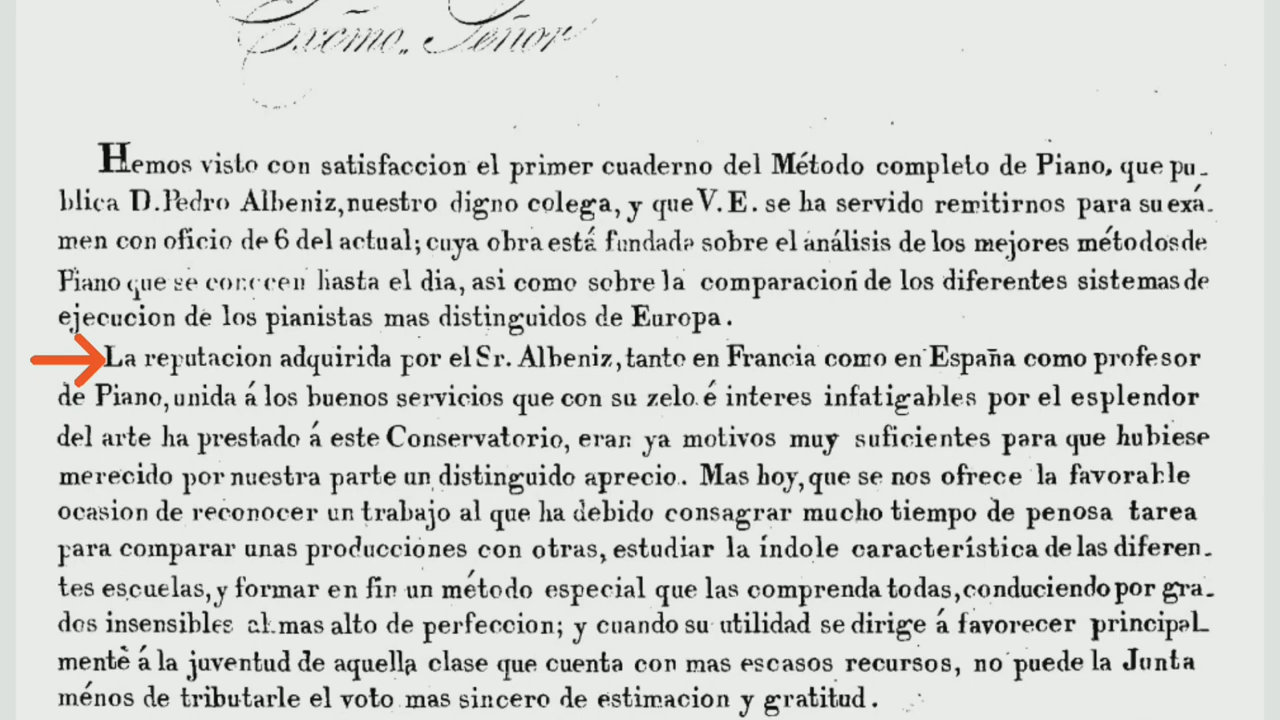 Excmo. Señor
Hemos visto con satisfaccion el primer cuaderno del Método completo de Piano, que pu-
blica D. Pedro Albeniz, nuestro digno colega, y que V. E. se ha servido remitirnos para su exá-
men con oficio de 6 del actual; cuya obra está fundada sobre el análisis de los mejores métodos de
Piano que se conocen hasta el dia, asi como sobre la comparacion de los diferentes sistemas de
ejecucion de los pianistas mas distinguidos de Europa.
La reputacion adquirida por el Sr. Albeniz, tanto en Francia como en España como profesor
de Piano, unida á los buenos servicios que con su zelo é interes infatigables por el esplendor
del arte ha prestado á este Conservatorio, eran ya motivos muy suficientes para que hubiese
merecido por nuestra parte un distinguido aprecio. Mas hoy, que se nos ofrece la favorable
ocasion de reconocer un trabajo al que ha debido consagrar mucho tiempo de penosa tarea
para comparar unas producciones con otras, estudiar la índole característica de las diferen-
tes escuelas, y formar en fin un método especial que las comprenda todas, conduciendo por gra-
dos insensibles al mas alto de perfeccion; y cuando su utilidad se dirige á favorecer principal
mente á la juventud de aquella clase que cuenta con mas escasos recursos, no puede la Junta
ménos de tributarle el voto mas sincero de estimacion y gratitud.